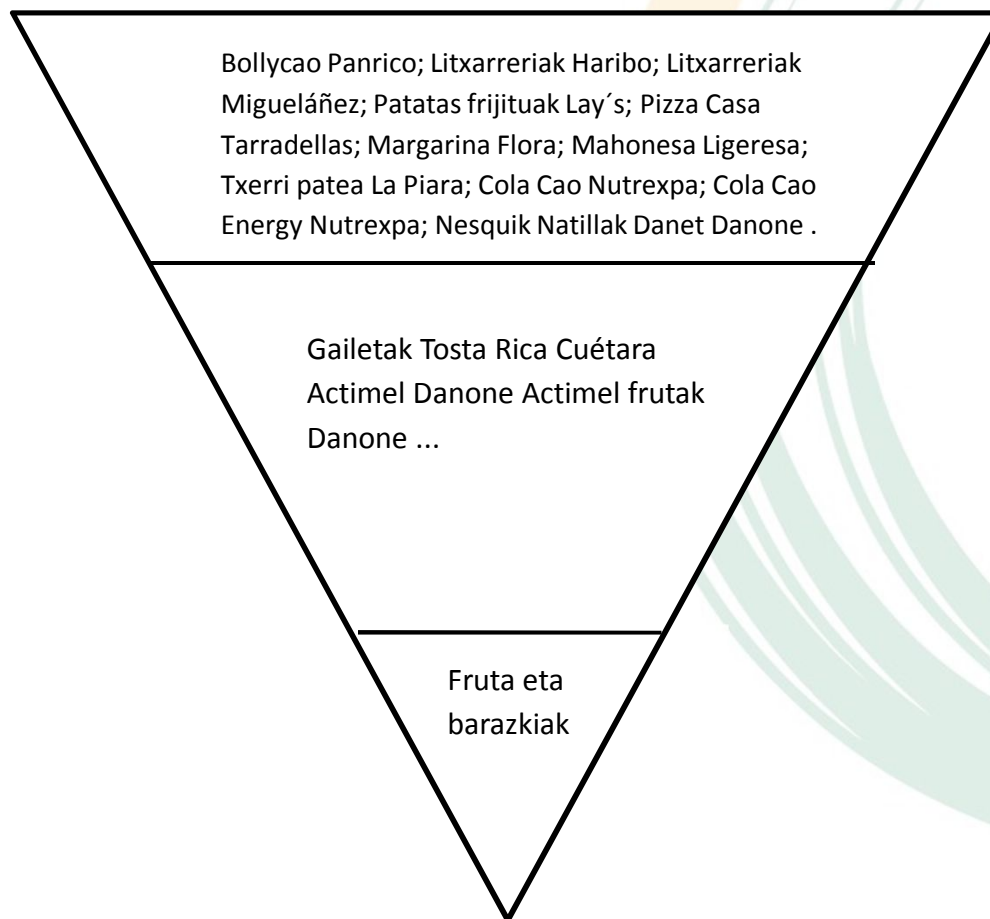 Bollycao Panrico; Litxarreriak Haribo; Litxarreriak
Migueláñez; Patatas frijituak Lay´s; Pizza Casa
Tarradellas; Margarina Flora; Mahonesa Ligeresa;
Txerri patea La Piara; Cola Cao Nutrexpa; Cola Cao
Energy Nutrexpa; Nesquik Natillak Danet Danone .
Gailetak Tosta Rica Cuétara
Actimel Danone Actimel frutak
Danone ...
Fruta eta
barazkiak